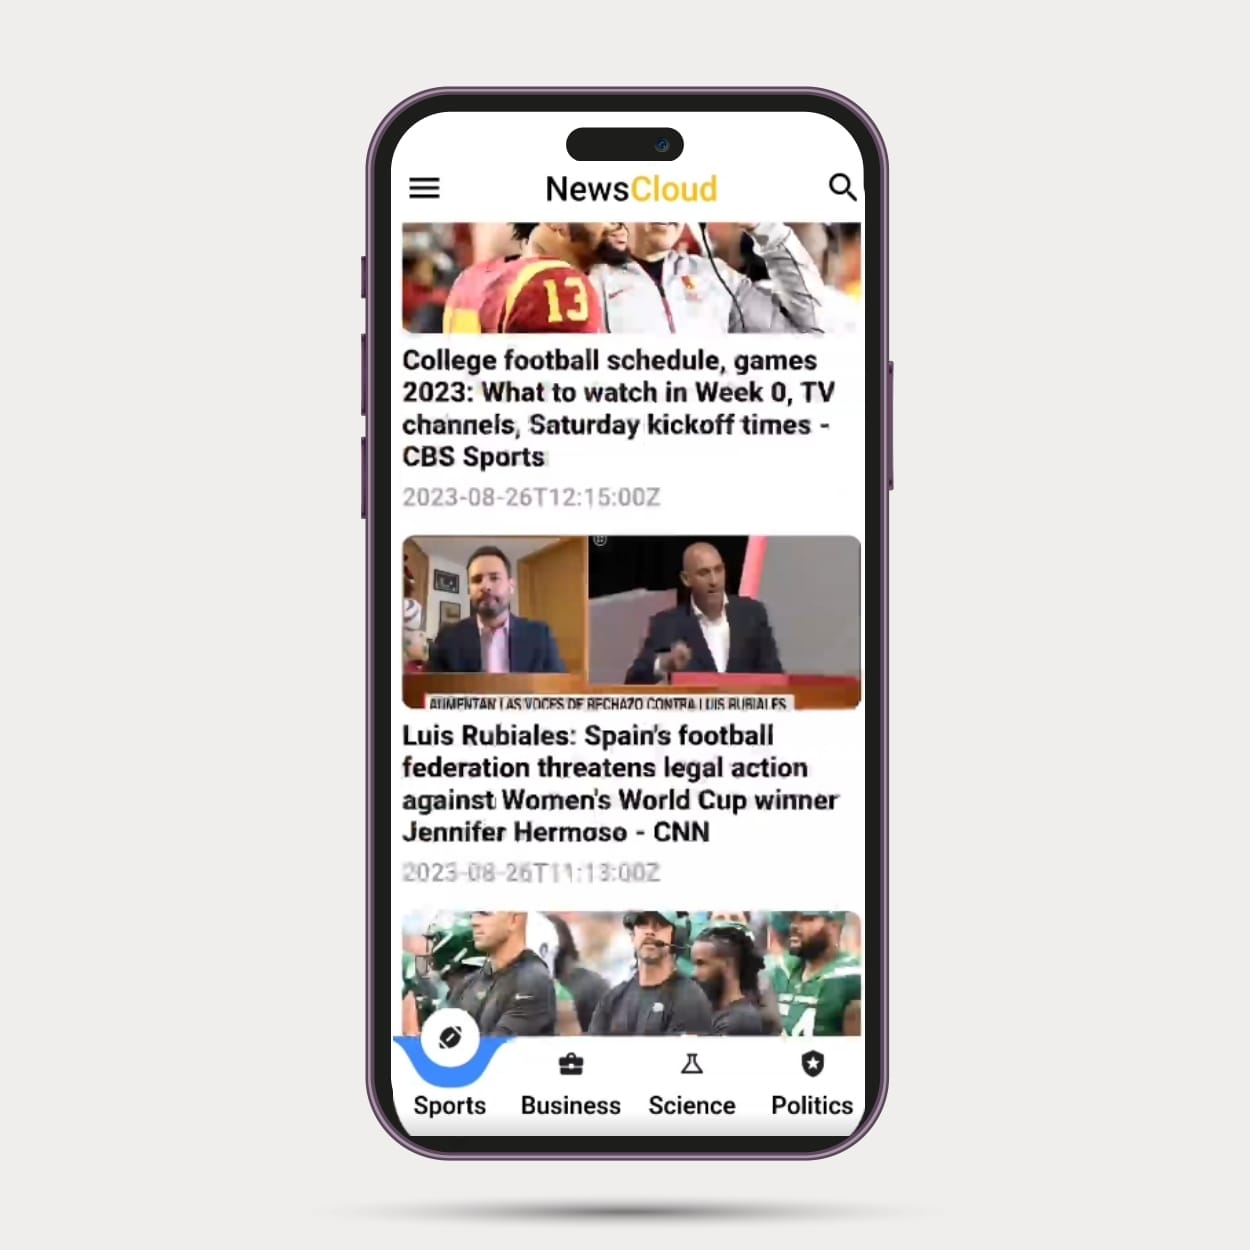 NewsCloud
13
College football schedule, games
2023: What to watch in Week 0, TV
channels, Saturday kickoff times -
CBS Sports
2023-08-26T12:15:00Z
AUMENTAN LAS VOCES DE RECHAZO CONTRA LUIS RUBIALES
Luis Rubiales: Spain's football
federation threatens legal action
against Women's World Cup winner
Jennifer Hermoso - CNN
2023-08-26T11:13:00Z
Sports Business Science Politics